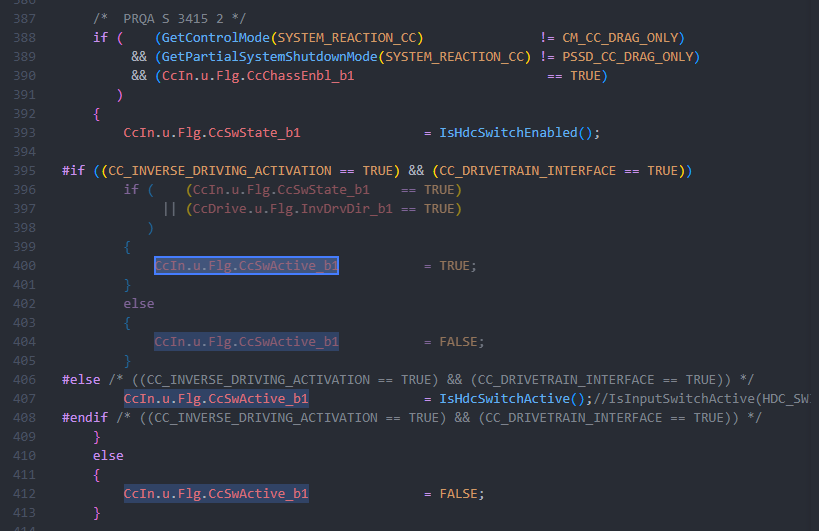 386
387 /*  PRQA S 3415 2 */
388 if (    (GetControlMode(SYSTEM_REACTION_CC)               != CM_CC_DRAG_ONLY)
389 && (GetPartialSystemShutdownMode(SYSTEM_REACTION_CC) != PSSD_CC_DRAG_ONLY)
390 && (CcIn.u.Flg.CcChassEnbl_b1                         == TRUE)
391 )
392 {
393 CcIn.u.Flg.CcSwState_b1                = IsHdcSwitchEnabled();
394
395 #if ((CC_INVERSE_DRIVING_ACTIVATION == TRUE) && (CC_DRIVETRAIN_INTERFACE == TRUE))
396 if (    (CcIn.u.Flg.CcSwState_b1    == TRUE)
397 || (CcDrive.u.Flg.InvDrvDir_b1 == TRUE)
398 )
399 {
400 CcIn.u.Flg.CcSwActive_b1           = TRUE;
401 }
402 else
403 {
404 CcIn.u.Flg.CcSwActive_b1           = FALSE;
405 }
406 #else /* ((CC_INVERSE_DRIVING_ACTIVATION == TRUE) && (CC_DRIVETRAIN_INTERFACE == TRUE)) */
407 CcIn.u.Flg.CcSwActive_b1               = IsHdcSwitchActive();//IsInputSwitchActive(HDC_SW
408 #endif /* ((CC_INVERSE_DRIVING_ACTIVATION == TRUE) && (CC_DRIVETRAIN_INTERFACE == TRUE)) */
409 }
410 else
411 {
412 CcIn.u.Flg.CcSwActive_b1               = FALSE;
413 }